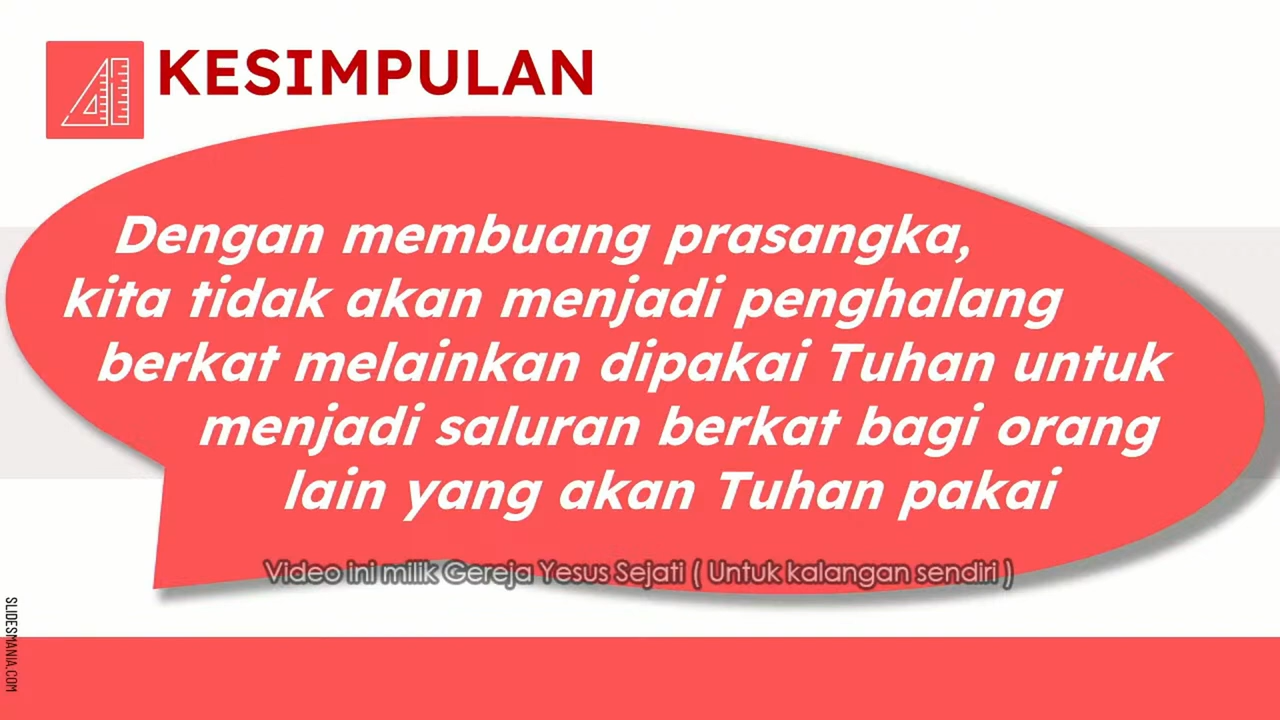 KESIMPULAN
Dengan membuang prasangka,
kita tidak akan menjadi penghalang
berkat melainkan dipakai Tuhan untuk
menjadi saluran berkat bagi orang
lain yang akan Tuhan pakai
Video ini milik Gereja Yesus Sejati ( Untuk kalangan sendiri )
SLIDESMANIA.COM